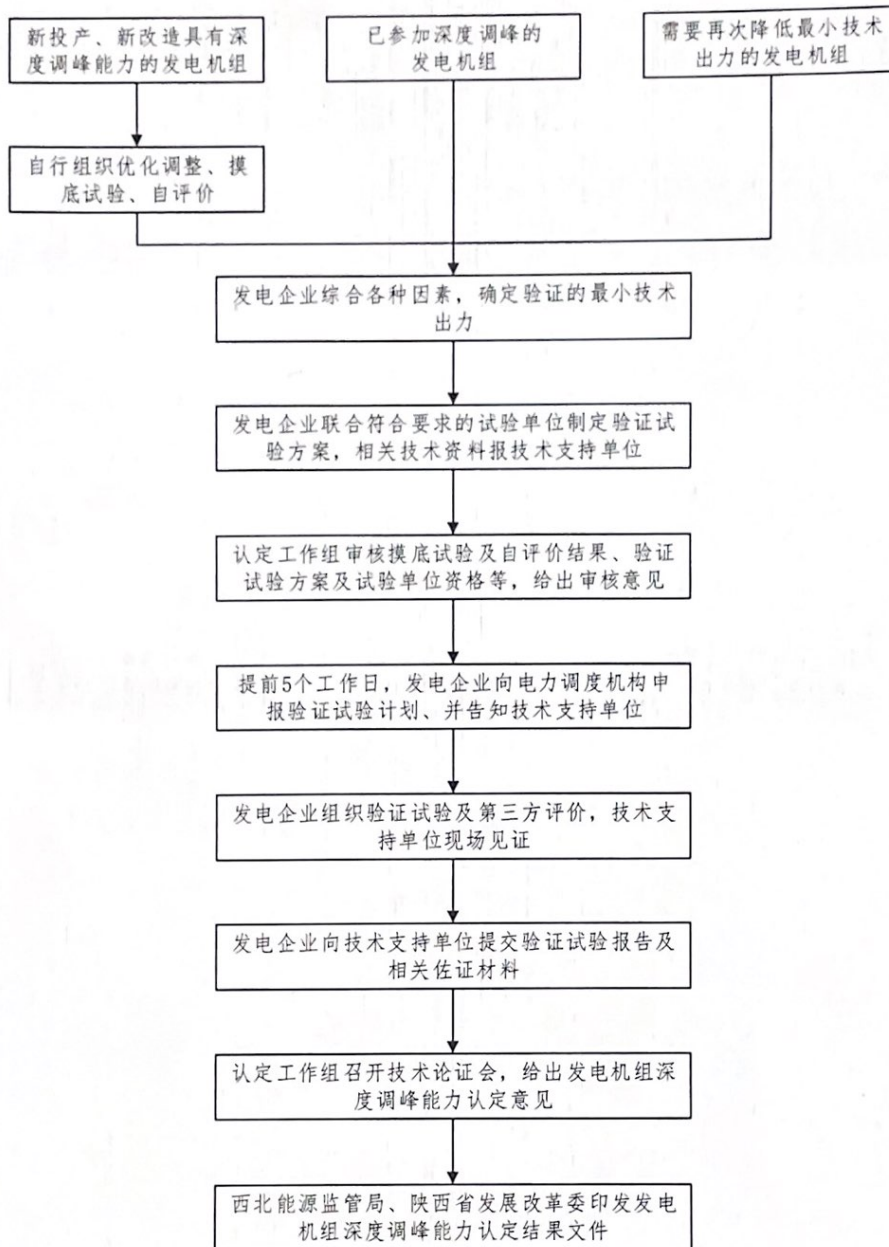 新投产、新改造具有深
度调峰能力的发电机组
已参加深度调峰的
发电机组
需要再次降低最小技术
出力的发电机组
自行组织优化调整、摸
底试验、自评价
发电企业综合各种因素，确定验证的最小技术
出力
发电企业联合符合要求的试验单位制定验证试
验方案，相关技术资料报技术支持单位
认定工作组审核摸底试验及自评价结果、验证
试验方案及试验单位资格等，给出审核意见
提前5个工作日，发电企业向电力调度机构申
报验证试验计划、并告知技术支持单位
发电企业组织验证试验及第三方评价，技术支
持单位现场见证
发电企业向技术支持单位提交验证试验报告及
相关佐证材料
认定工作组召开技术论证会，给出发电机组深
度调峰能力认定意见
西北能源监管局、陕西省发展改革委印发发电
机组深度调峰能力认定结果文件